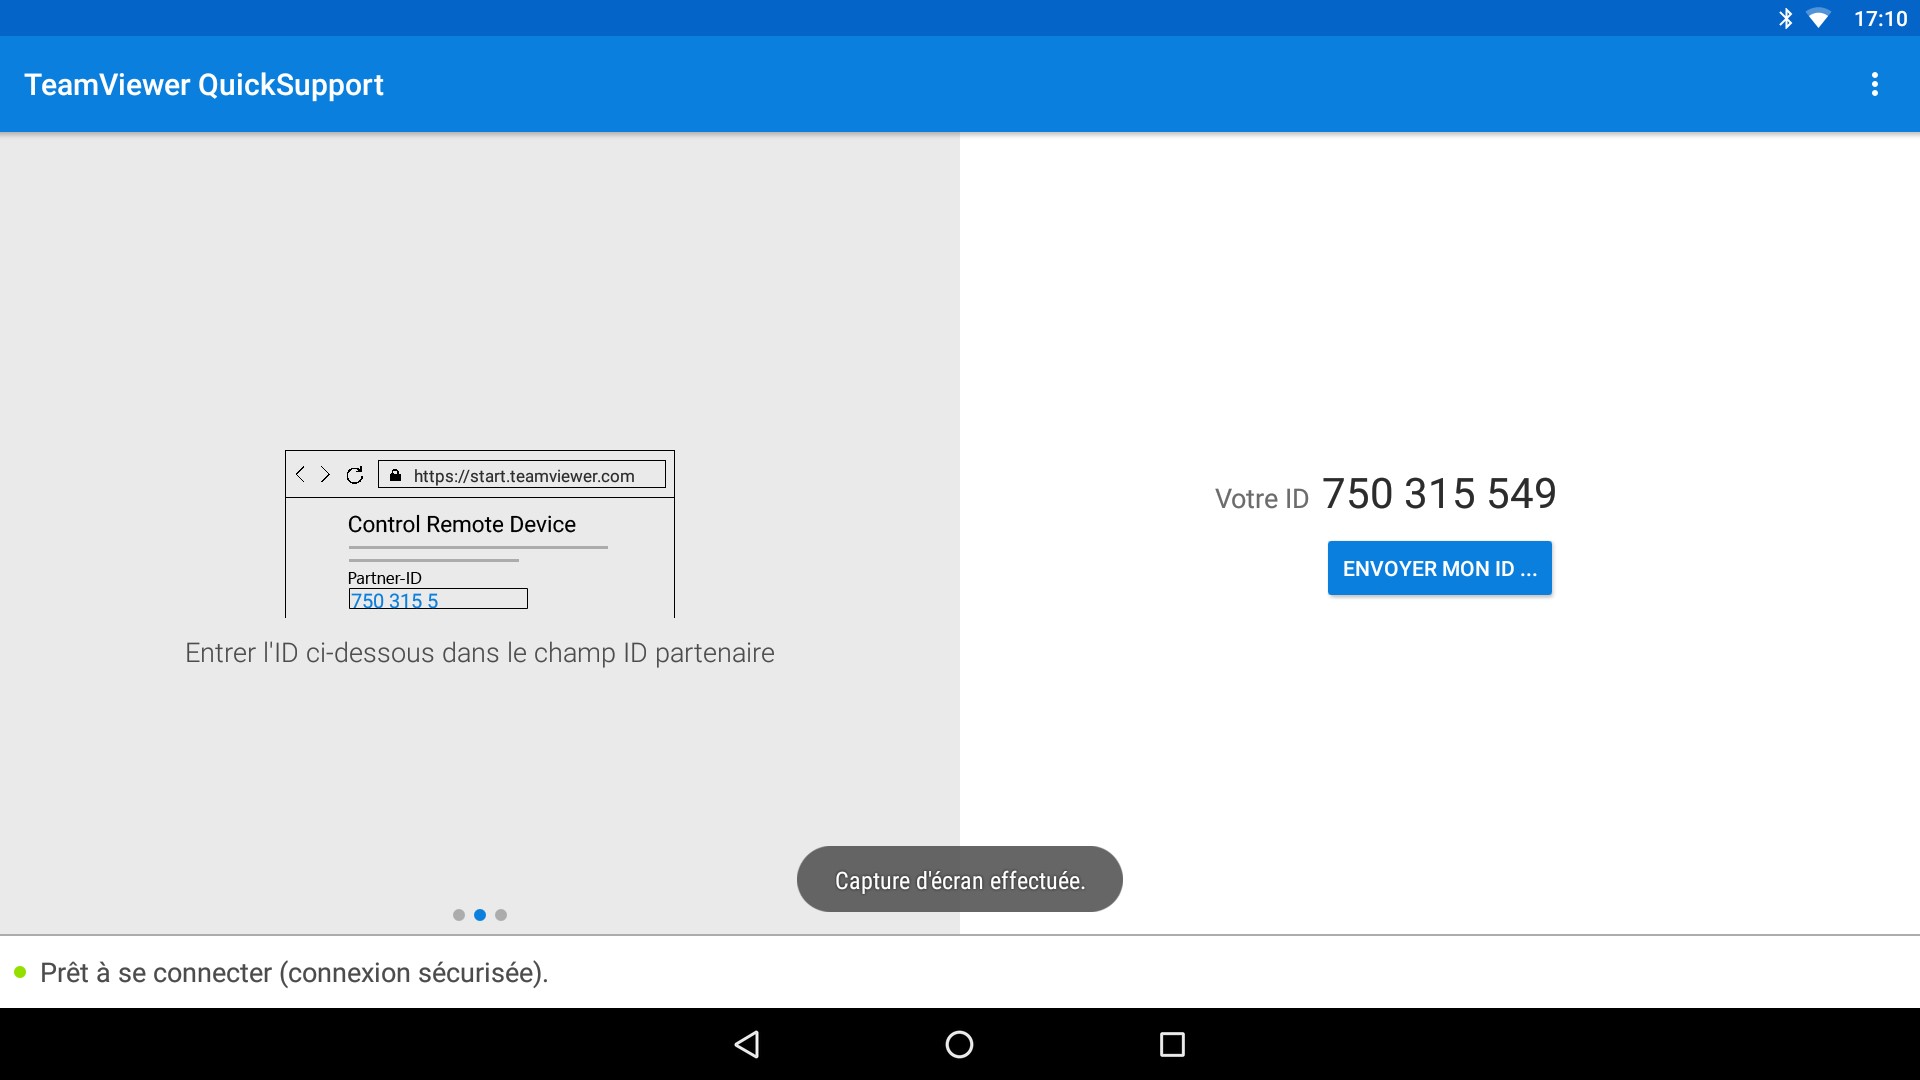 17:10
TeamViewer QuickSupport
https://start.teamviewer.com
Control Remote Device
Partner-ID
750 315 5
Entrer l'ID ci-dessous dans le champ ID partenaire
Votre ID 750 315 549
ENVOYER MON ID ...
Capture d'écran effectuée.
Prêt à se connecter (connexion sécurisée).